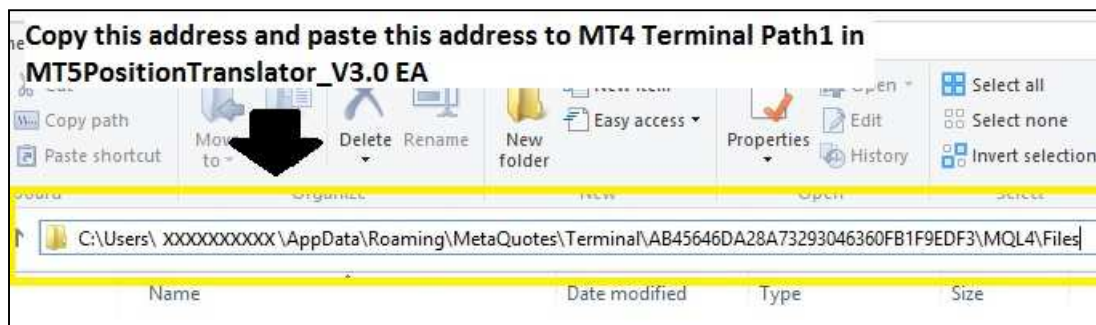 Copy this address and paste this address to MT4 Terminal Path1 in
MT5PositionTranslator_V3.0 EA
Copy path
Paste shortcut
to
Delete
Rename
New
folder
Easy access
Properties
Edit
History
Select all
Select none
Invert selection
C:\Users\ XXXXXXXXXX \AppData\Roaming\MetaQuotes\Terminal\AB45646DA28A73293046360FB1F9EDF3\MQL4\Files
Name
Date modified
Type
Size